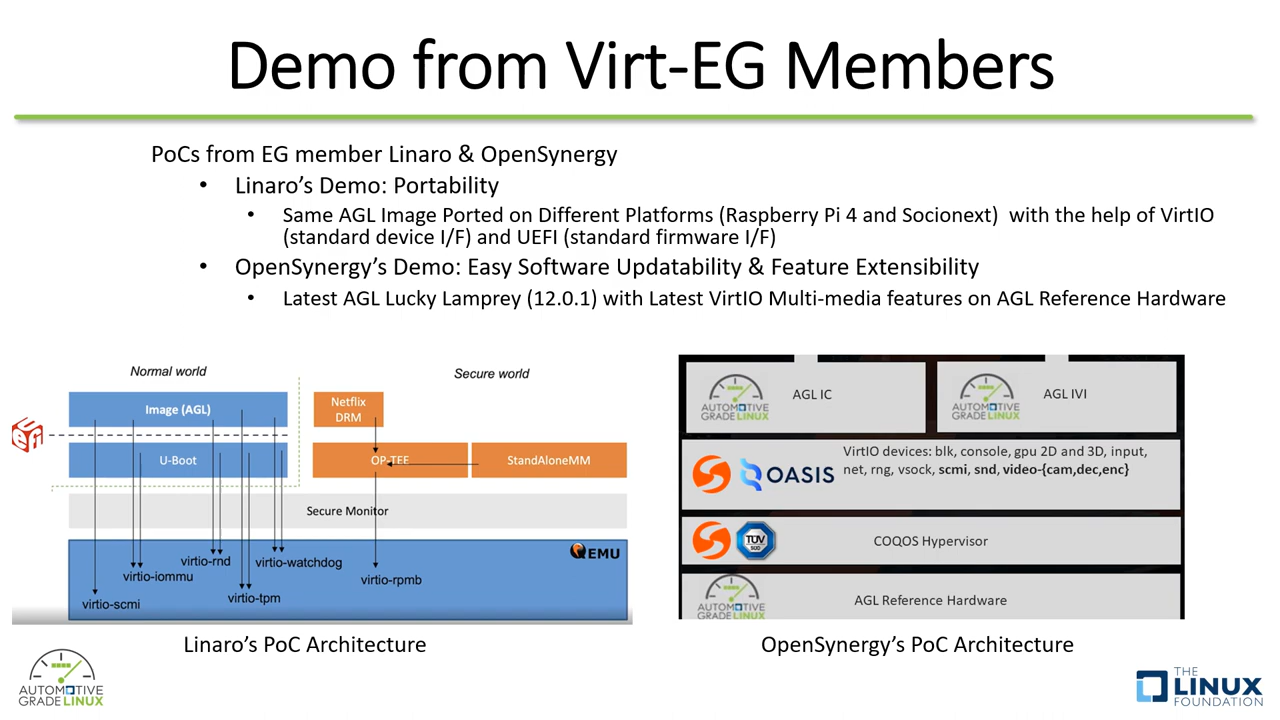 Demo from Virt-EG Members
PoCs from EG member Linaro & OpenSynergy
• Linaro’s Demo: Portability
• Same AGL Image Ported on Different Platforms (Raspberry Pi 4 and Socionext) with the help of VirtIO
(standard device I/F) and UEFI (standard firmware I/F)
• OpenSynergy’s Demo: Easy Software Updatability & Feature Extensibility
• Latest AGL Lucky Lamprey (12.0.1) with Latest VirtIO Multi-media features on AGL Reference Hardware
Normal world
Secure world
Image (AGL)
Netflix
DRM
UEFI
U-Boot
OP-TEE
StandAloneMM
Secure Monitor
QEMU
virtio-rnd
virtio-watchdog
virtio-iommu
virtio-rpmb
virtio-tpm
virtio-scmi
Linaro’s PoC Architecture
AUTOMOTIVE
GRADE LINUX
AGL IC
AUTOMOTIVE
GRADE LINUX
AGL IVI
OASIS
VirtIO devices: blk, console, gpu 2D and 3D, input,
net, rng, vsock, scmi, snd, video-{cam,dec,enc}
TÜV
SÜD
COQOS Hypervisor
AUTOMOTIVE
GRADE LINUX
AGL Reference Hardware
OpenSynergy’s PoC Architecture
AUTOMOTIVE
GRADE LINUX
THE
LINUX
FOUNDATION